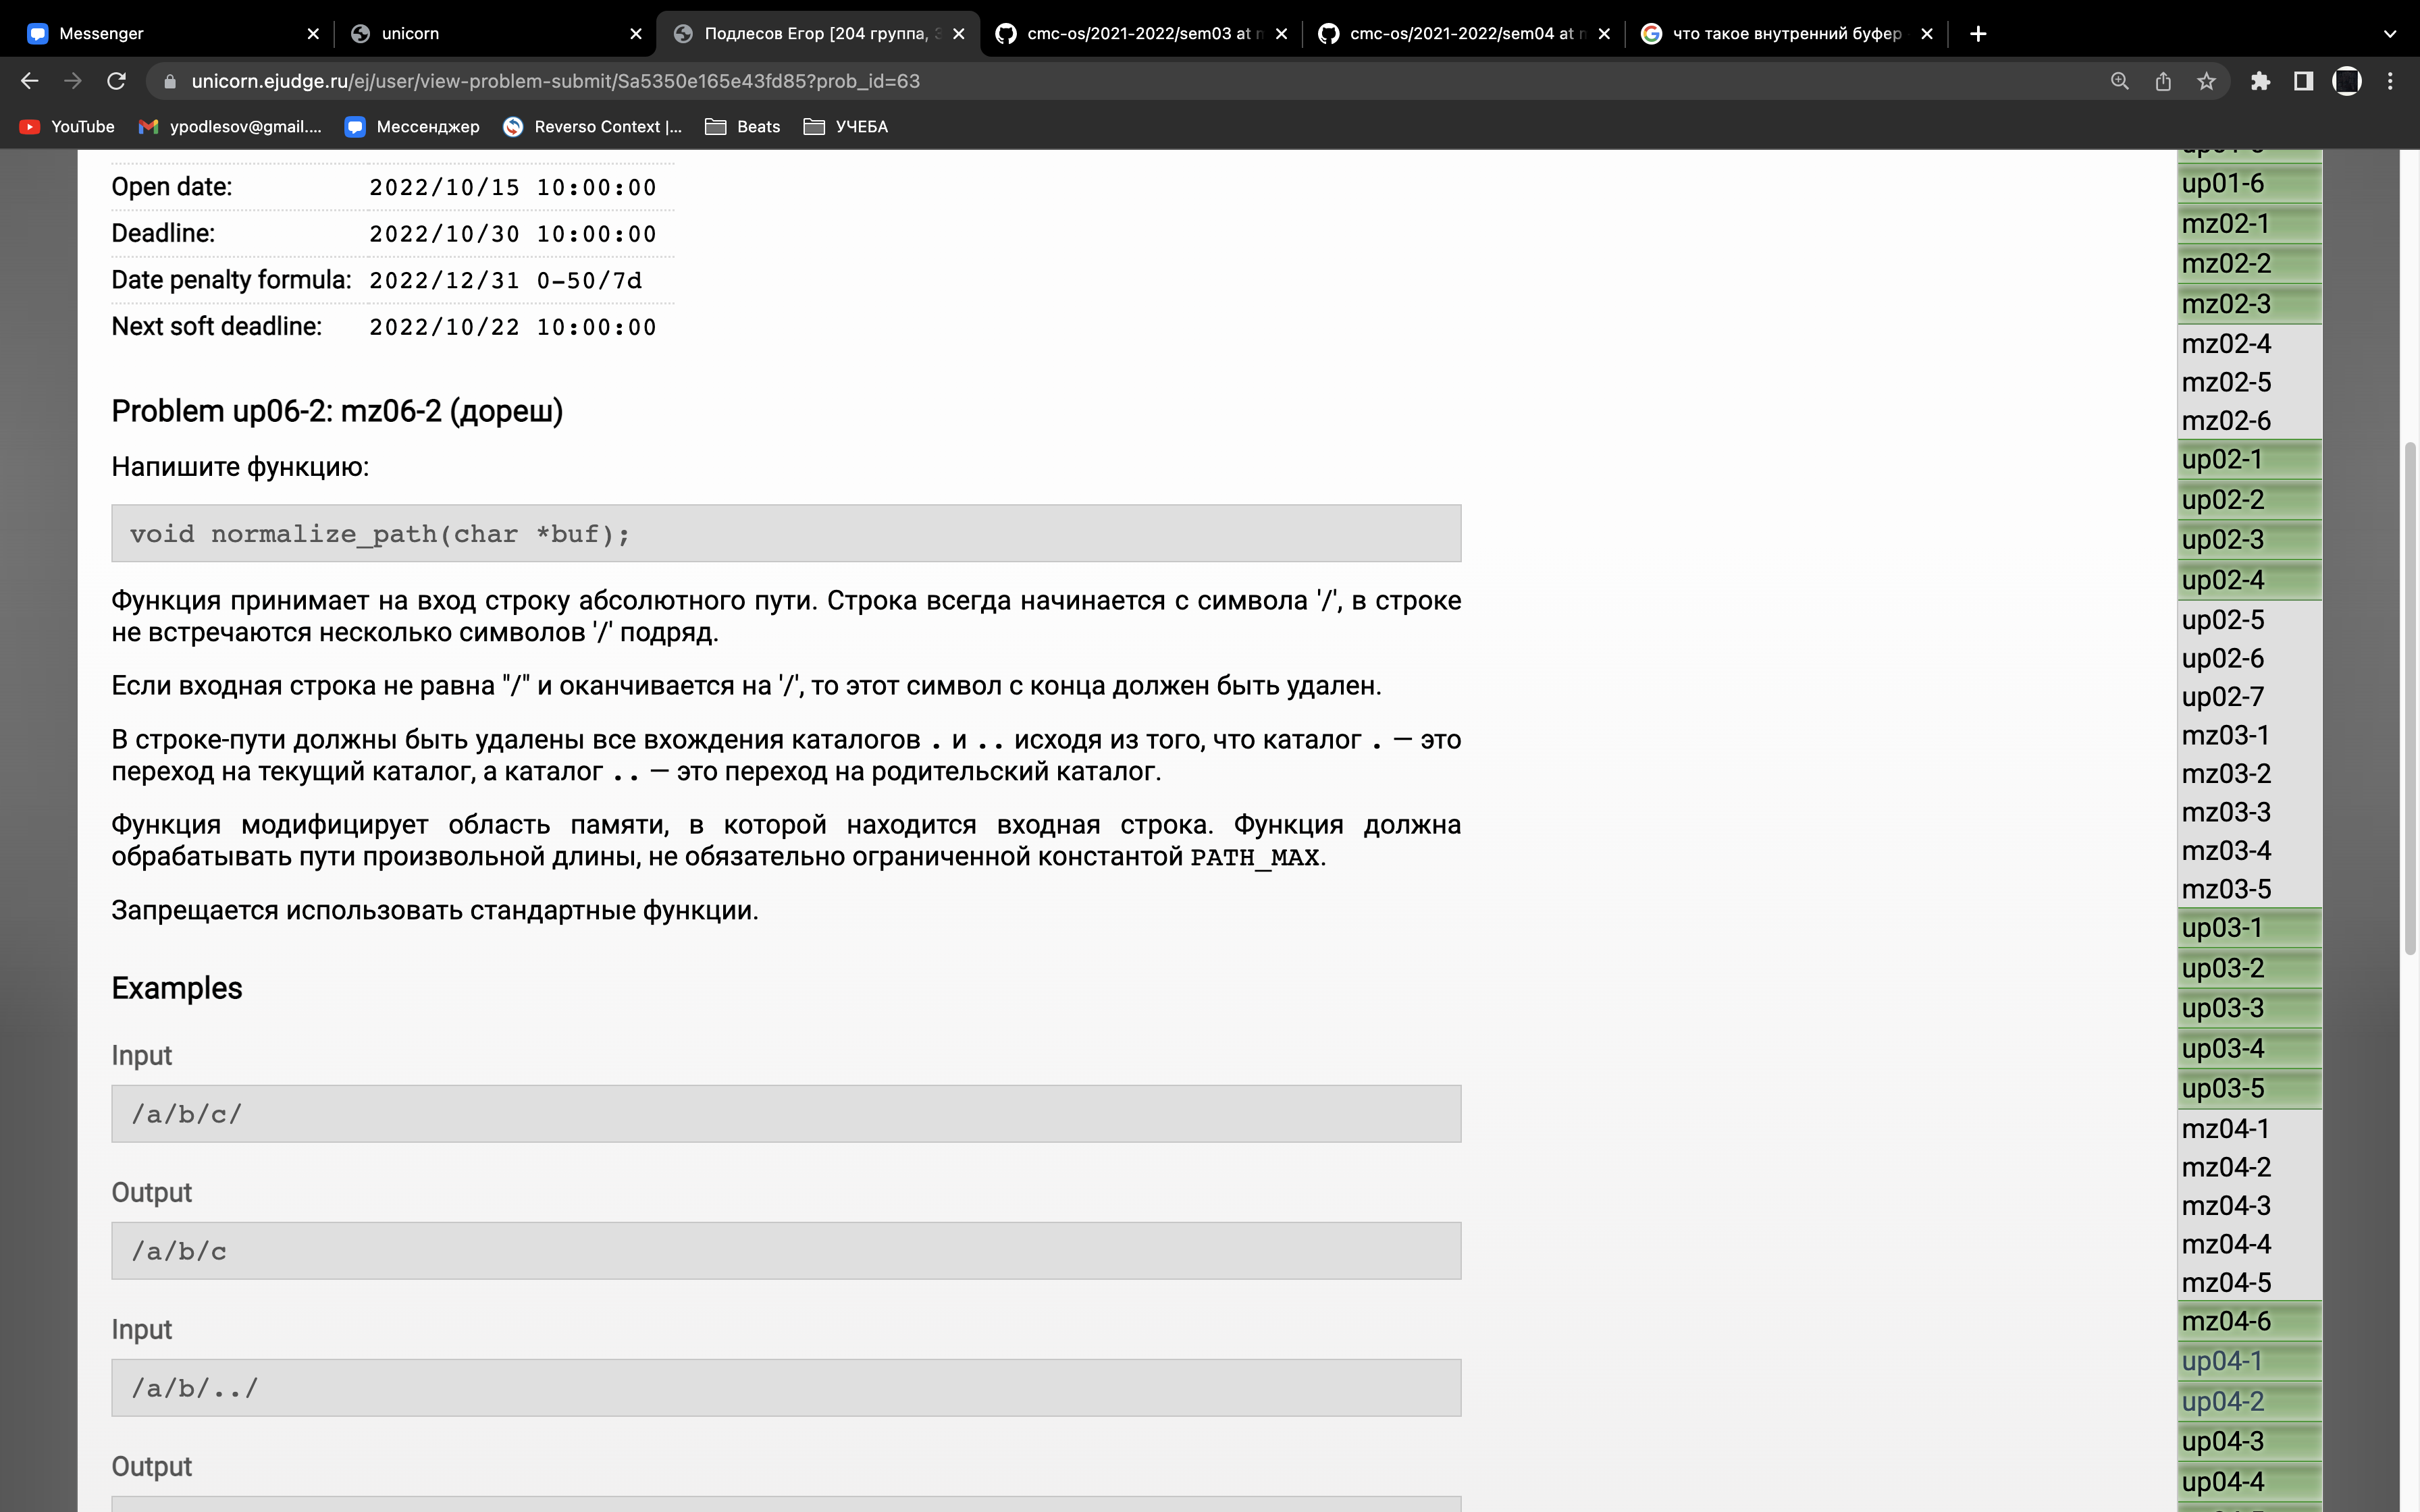 Messenger
unicorn
Подлесов Егор [204 группа, З
cmc-os/2021-2022/sem03 at m
cmc-os/2021-2022/sem04 at m
что такое внутренний буфер
unicorn.ejudge.ru/ej/user/view-problem-submit/Sa5350e165e43fd85?prob_id=63
YouTube
ypodlesov@gmail....
Мессенджер
Reverso Context |...
Beats
УЧЕБА
Open date: 2022/10/15 10:00:00
Deadline: 2022/10/30 10:00:00
Date penalty formula: 2022/12/31 0-50/7d
Next soft deadline: 2022/10/22 10:00:00
Problem up06-2: mz06-2 (дореш)
Напишите функцию:
void normalize_path(char *buf);
Функция принимает на вход строку абсолютного пути. Строка всегда начинается с символа '/', в строке
не встречаются несколько символов '/' подряд.
Если входная строка не равна "/" и оканчивается на '/', то этот символ с конца должен быть удален.
В строке-пути должны быть удалены все вхождения каталогов . и .. исходя из того, что каталог . — это
переход на текущий каталог, а каталог .. — это переход на родительский каталог.
Функция модифицирует область памяти, в которой находится входная строка. Функция должна
обрабатывать пути произвольной длины, не обязательно ограниченной константой PATH_MAX.
Запрещается использовать стандартные функции.
Examples
Input
/a/b/c/
Output
/a/b/c
Input
/a/b/../
Output
up01-6
mz02-1
mz02-2
mz02-3
mz02-4
mz02-5
mz02-6
up02-1
up02-2
up02-3
up02-4
up02-5
up02-6
up02-7
mz03-1
mz03-2
mz03-3
mz03-4
mz03-5
up03-1
up03-2
up03-3
up03-4
up03-5
mz04-1
mz04-2
mz04-3
mz04-4
mz04-5
mz04-6
up04-1
up04-2
up04-3
up04-4